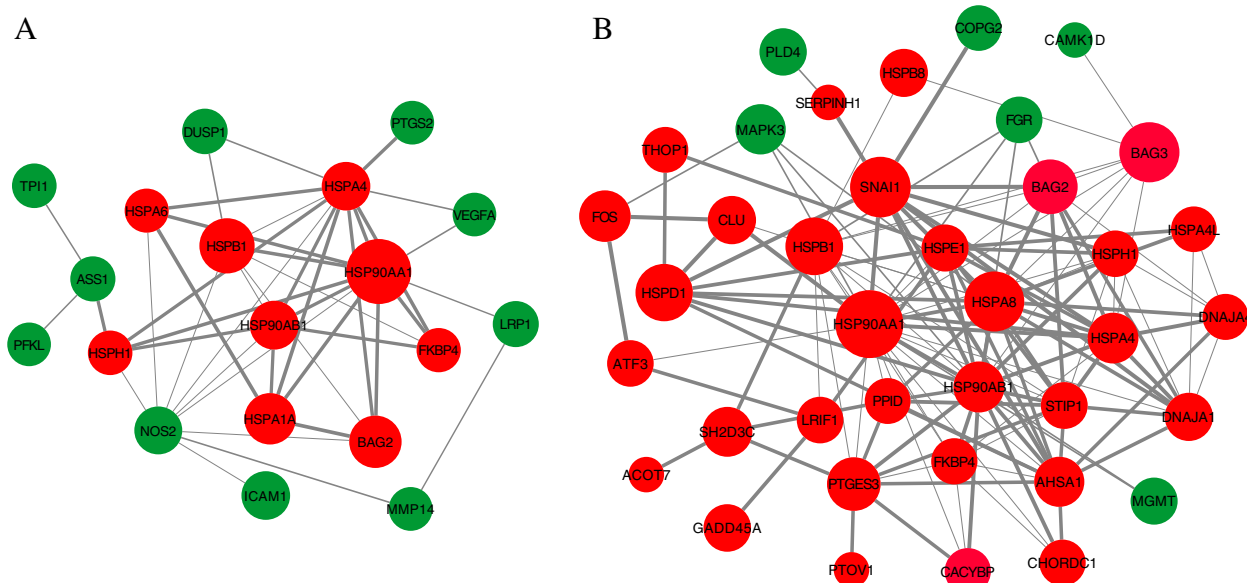 A
B
COPG2
CAMK1D
PLD4
HSPB8
SERPINH1
PTGS2
DUSP1
MAPK3
FGR
THOP1
BAG3
TPI1
HSPA4
BAG2
SNAI1
HSPA6
VEGFA
FOS
CLU
HSPA4L
HSPB1
HSPB1
HSPE1
HSPH1
ASS1
HSP90AA1
HSPD1
HSPA8
HSP90AB1
LRP1
HSP90AA1
DNAJA
HSPA4
PFKL
HSPH1
FKBP4
ATF3
HSP90AB1
PPID
STIP1
HSPA1A
LRIF1
DNAJA1
NOS2
BAG2
SH2D3C
FKBP4
ACOT7
PTGES3
AHSA1
ICAM1
MMP14
MGMT
GADD45A
PTOV1
CACYBP
CHORDC1